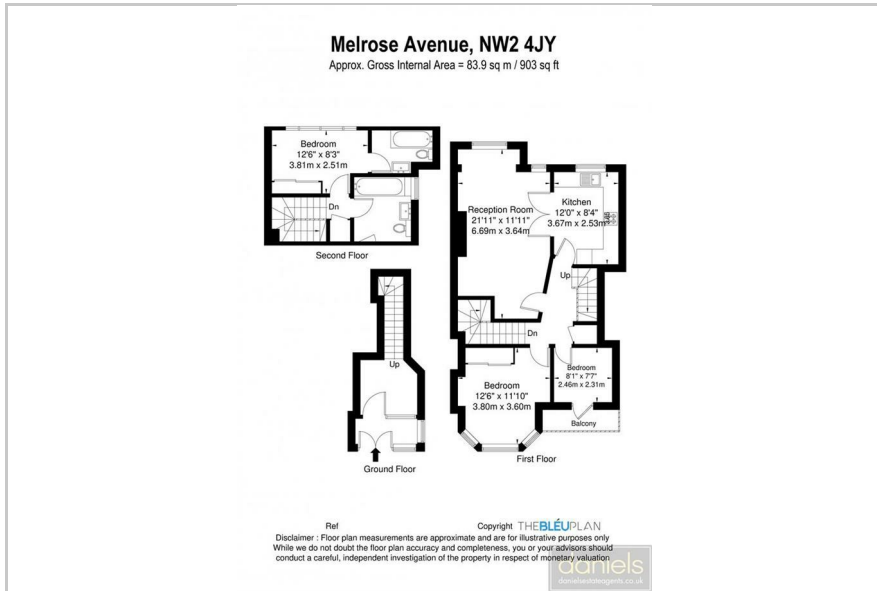 Melrose Avenue, NW2 4JY
Approx. Gross Internal Area = 83.9 sq m / 903 sq ft
Bedroom
12'6" x 8'3"
3.81m x 2.51m
Dn
Second Floor
Reception Room
21'11" x 11'11"
6.69m x 3.64m
Kitchen
12'0" x 8'4"
3.67m x 2.53m
Up
Dn
Bedroom
12'6" x 11'10"
3.80m x 3.60m
Bedroom
8'1" x 7'7"
2.46m x 2.31m
Balcony
First Floor
Up
Ground Floor
Ref
Copyright THEBLÉUPLAN
Disclaimer : Floor plan measurements are approximate and are for illustrative purposes only
While we do not doubt the floor plan accuracy and completeness, you or your advisors should
conduct a careful, independent investigation of the property in respect of monetary valuation
daniels
danielsestateagents.co.uk